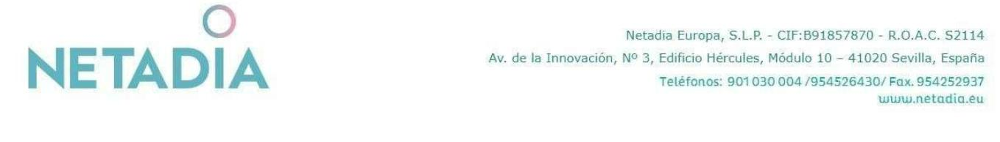 NETADIA
Netadia Europa, S.L.P. - CIF:B91857870 - R.O.A.C. S2114
Av. de la Innovación, Nº 3, Edificio Hércules, Módulo 10 – 41020 Sevilla, España
Teléfonos: 901 030 004 /954526430/ Fax. 954252937
www.netadia.eu